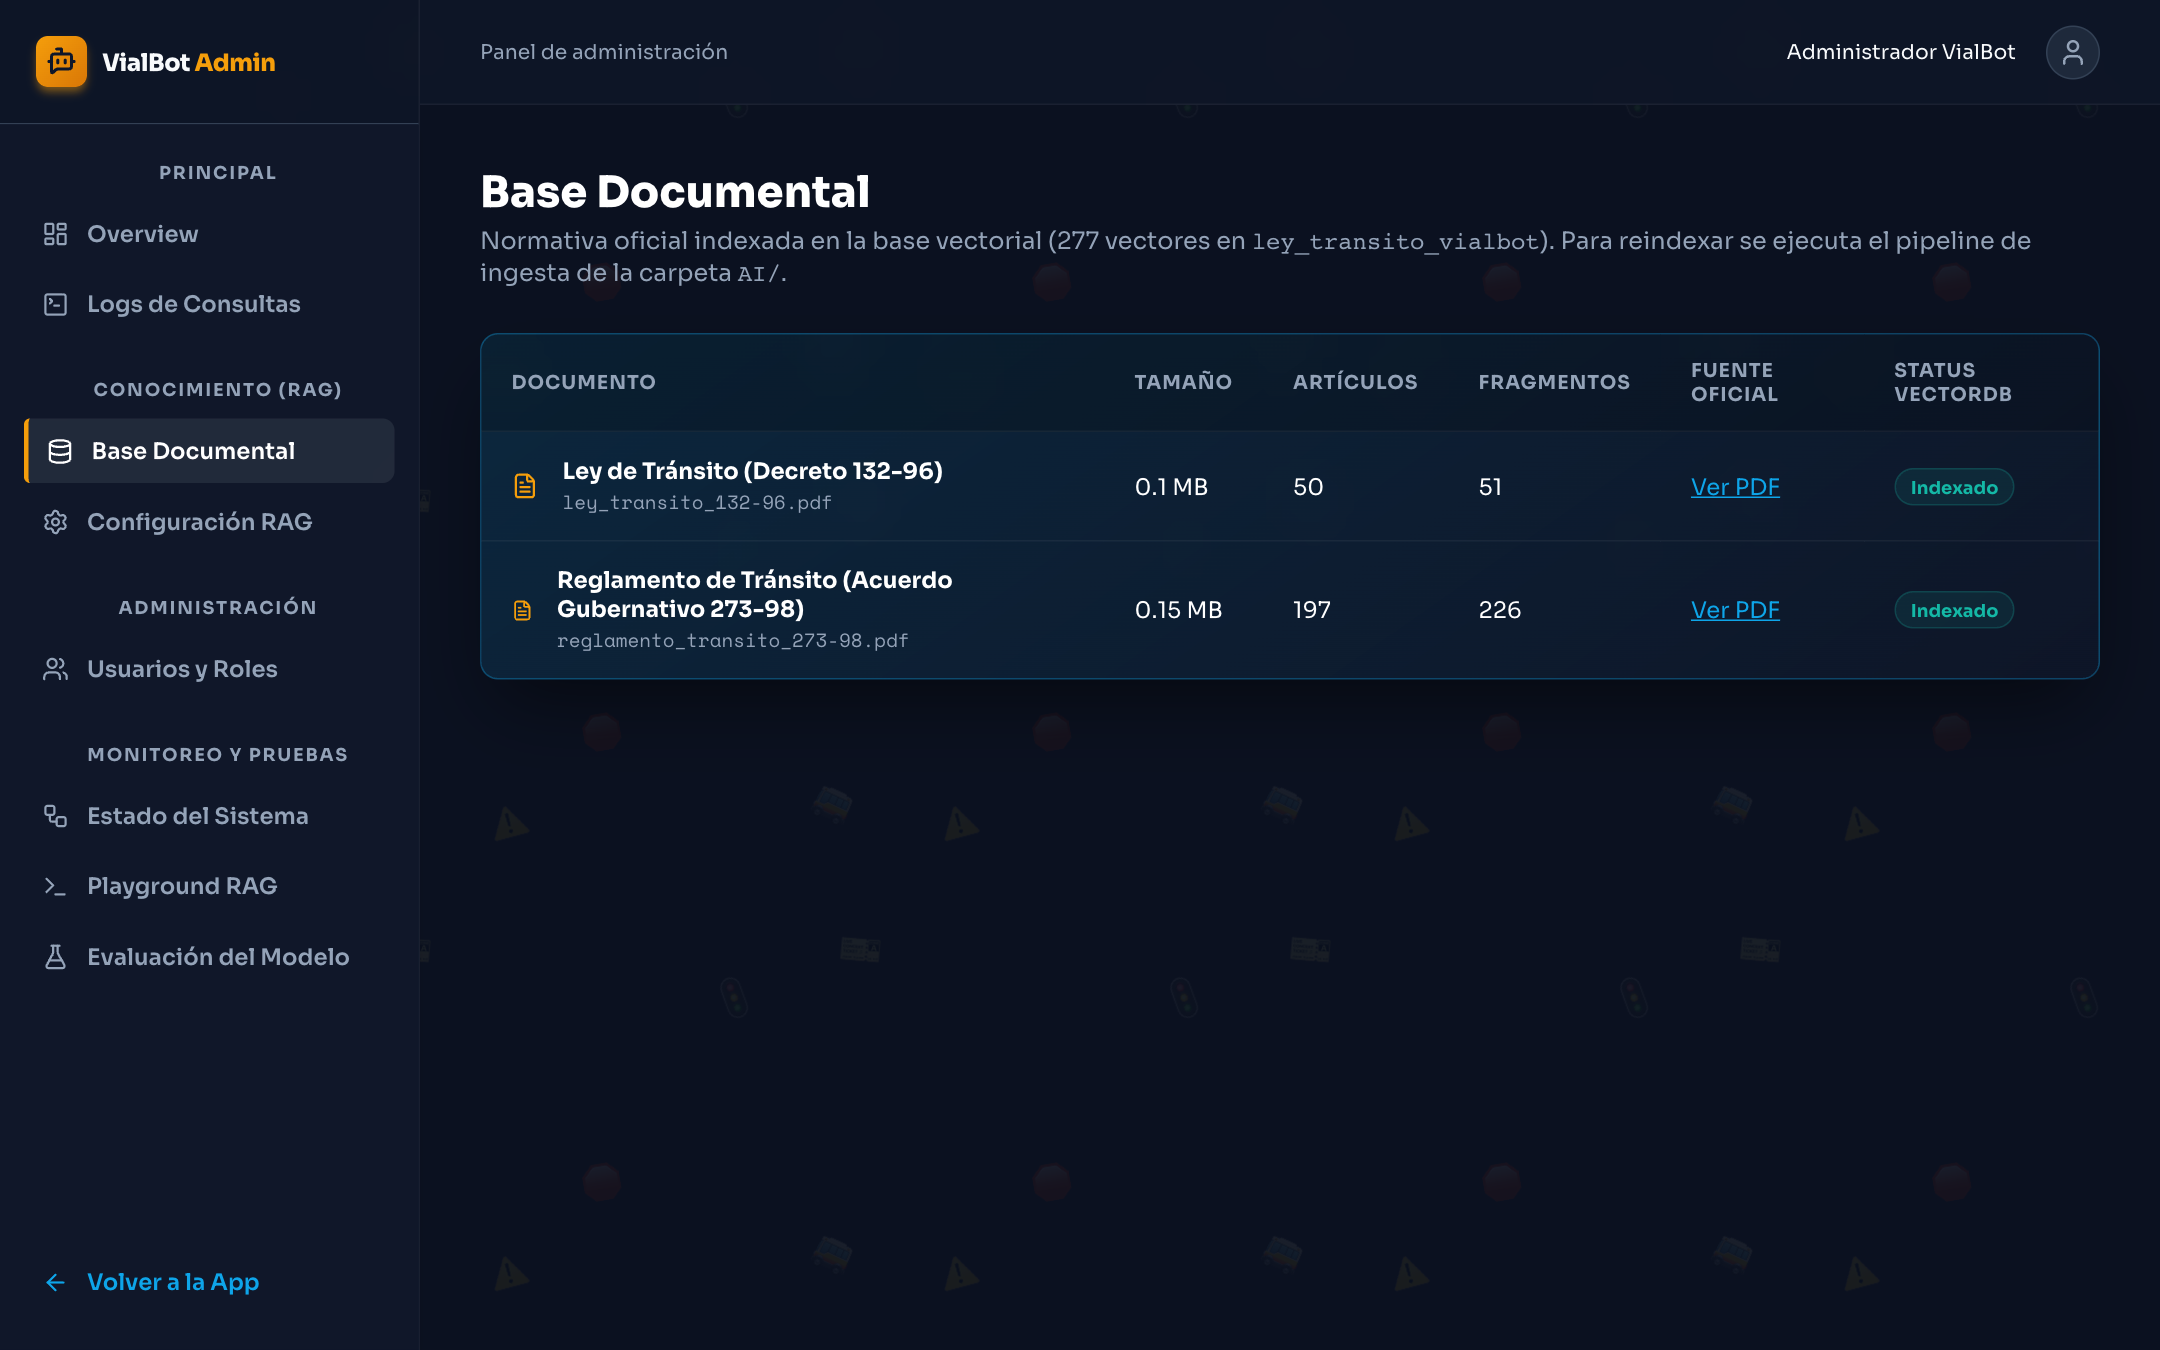 VialBot Admin
Panel de administración
Administrador VialBot
PRINCIPAL
Overview
Logs de Consultas
CONOCIMIENTO (RAG)
Base Documental
Configuración RAG
ADMINISTRACIÓN
Usuarios y Roles
MONITOREO Y PRUEBAS
Estado del Sistema
Playground RAG
Evaluación del Modelo
Volver a la App
Base Documental
Normativa oficial indexada en la base vectorial (277 vectores en ley_transito_vialbot). Para reindexar se ejecuta el pipeline de
ingesta de la carpeta AI/.
DOCUMENTO TAMAÑO ARTÍCULOS FRAGMENTOS FUENTE OFICIAL STATUS VECTORDB
Ley de Tránsito (Decreto 132-96)
ley_transito_132-96.pdf
0.1 MB 50 51 Ver PDF Indexado
Reglamento de Tránsito (Acuerdo
Gubernativo 273-98)
reglamento_transito_273-98.pdf
0.15 MB 197 226 Ver PDF Indexado